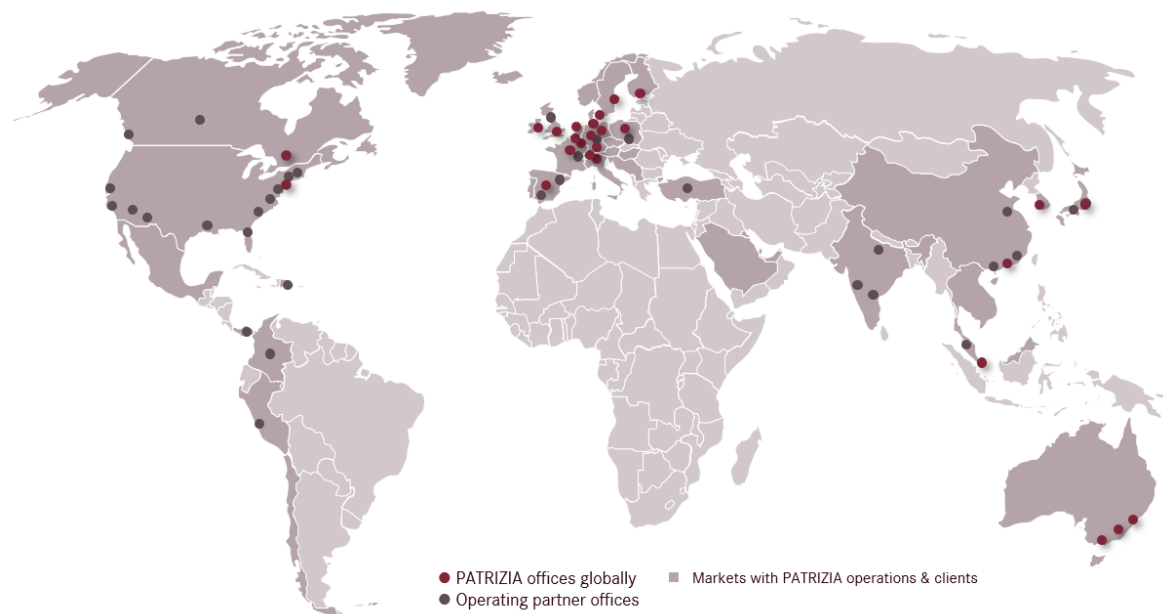 PATRIZIA offices globally
Markets with PATRIZIA operations & clients
Operating partner offices